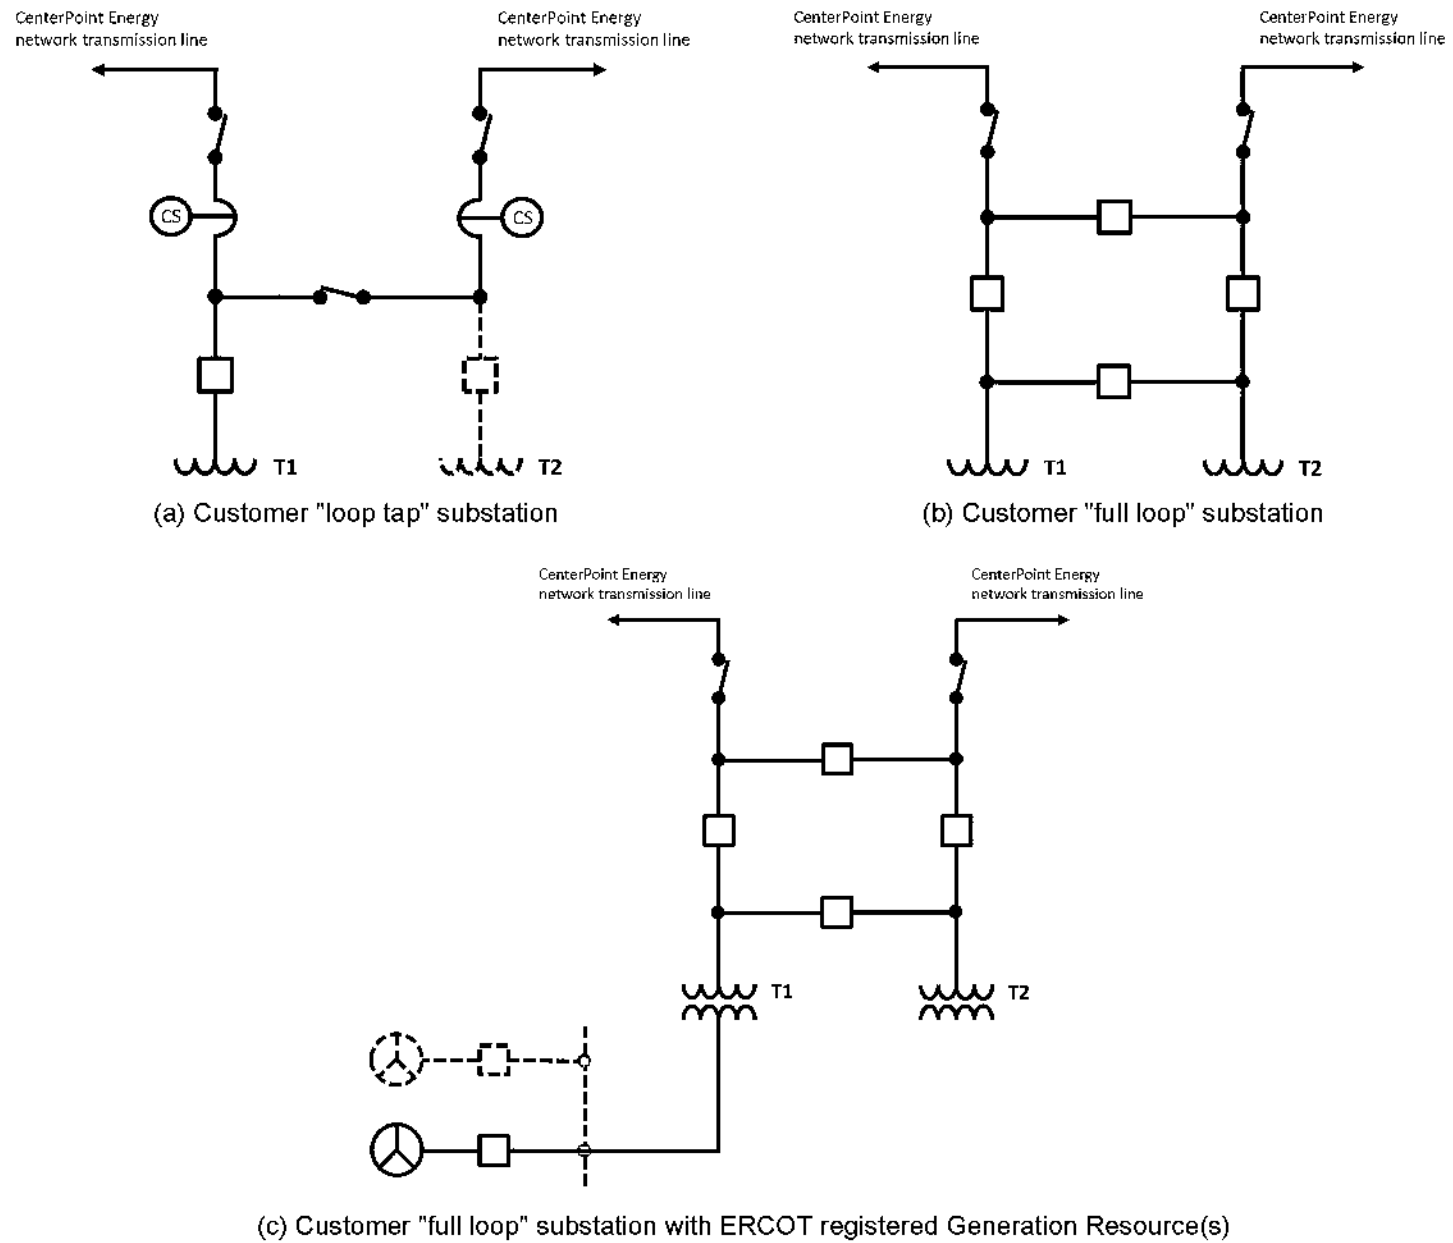 CenterPoint Energy
network transmission line
CenterPoint Energy
network transmission line
CS
CS
T1
T2
(a) Customer "loop tap" substation
CenterPoint Energy
network transmission line
CenterPoint Energy
network transmission line
T1
T2
(b) Customer "full loop" substation
CenterPoint Energy
network transmission line
CenterPoint Energy
network transmission line
T1
T2
(c) Customer "full loop" substation with ERCOT registered Generation Resource(s)